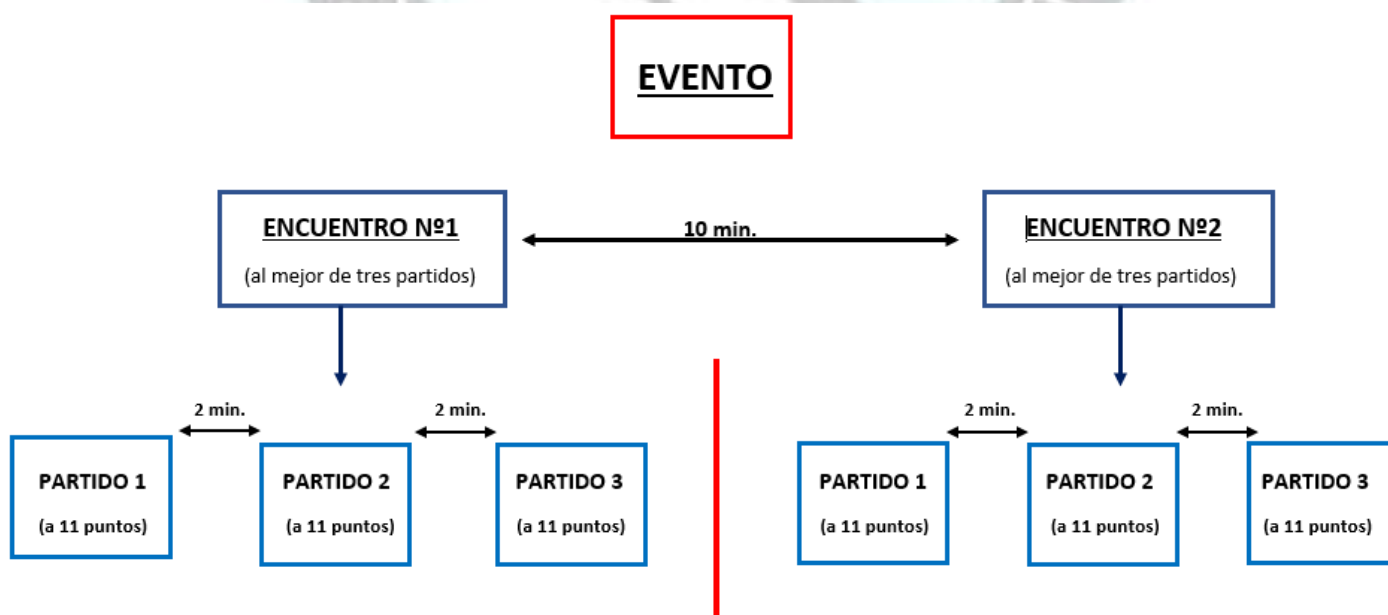 EVENTO
ENCUENTRO Nº1
(al mejor de tres partidos)
10 min.
ENCUENTRO Nº2
(al mejor de tres partidos)
2 min.
2 min.
PARTIDO 1
(a 11 puntos)
PARTIDO 2
(a 11 puntos)
PARTIDO 3
(a 11 puntos)
2 min.
2 min.
PARTIDO 1
(a 11 puntos)
PARTIDO 2
(a 11 puntos)
PARTIDO 3
(a 11 puntos)